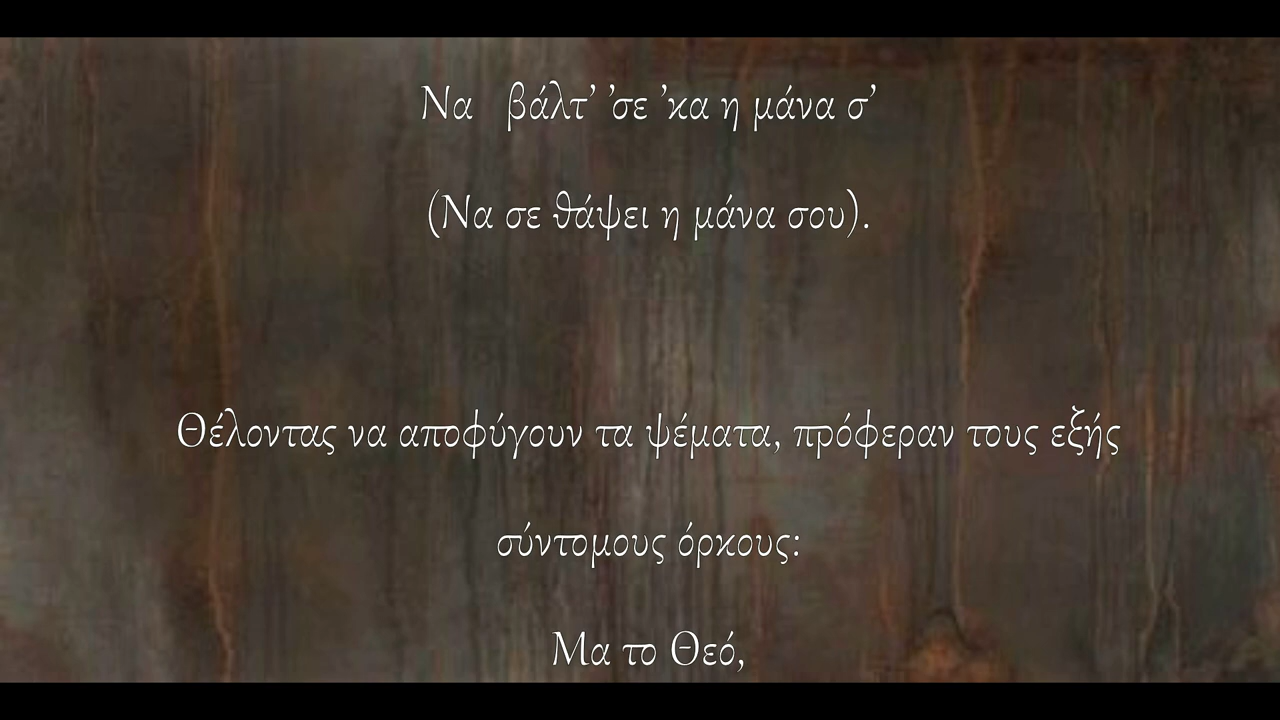 Να βάλτ’ ’σε ’κα η μάνα σ’
(Να σε θάψει η μάνα σου).
Θέλοντας να αποφύγουν τα ψέματα, πρόφεραν τους εξής
σύντομους όρκους:
Μα το Θεό,